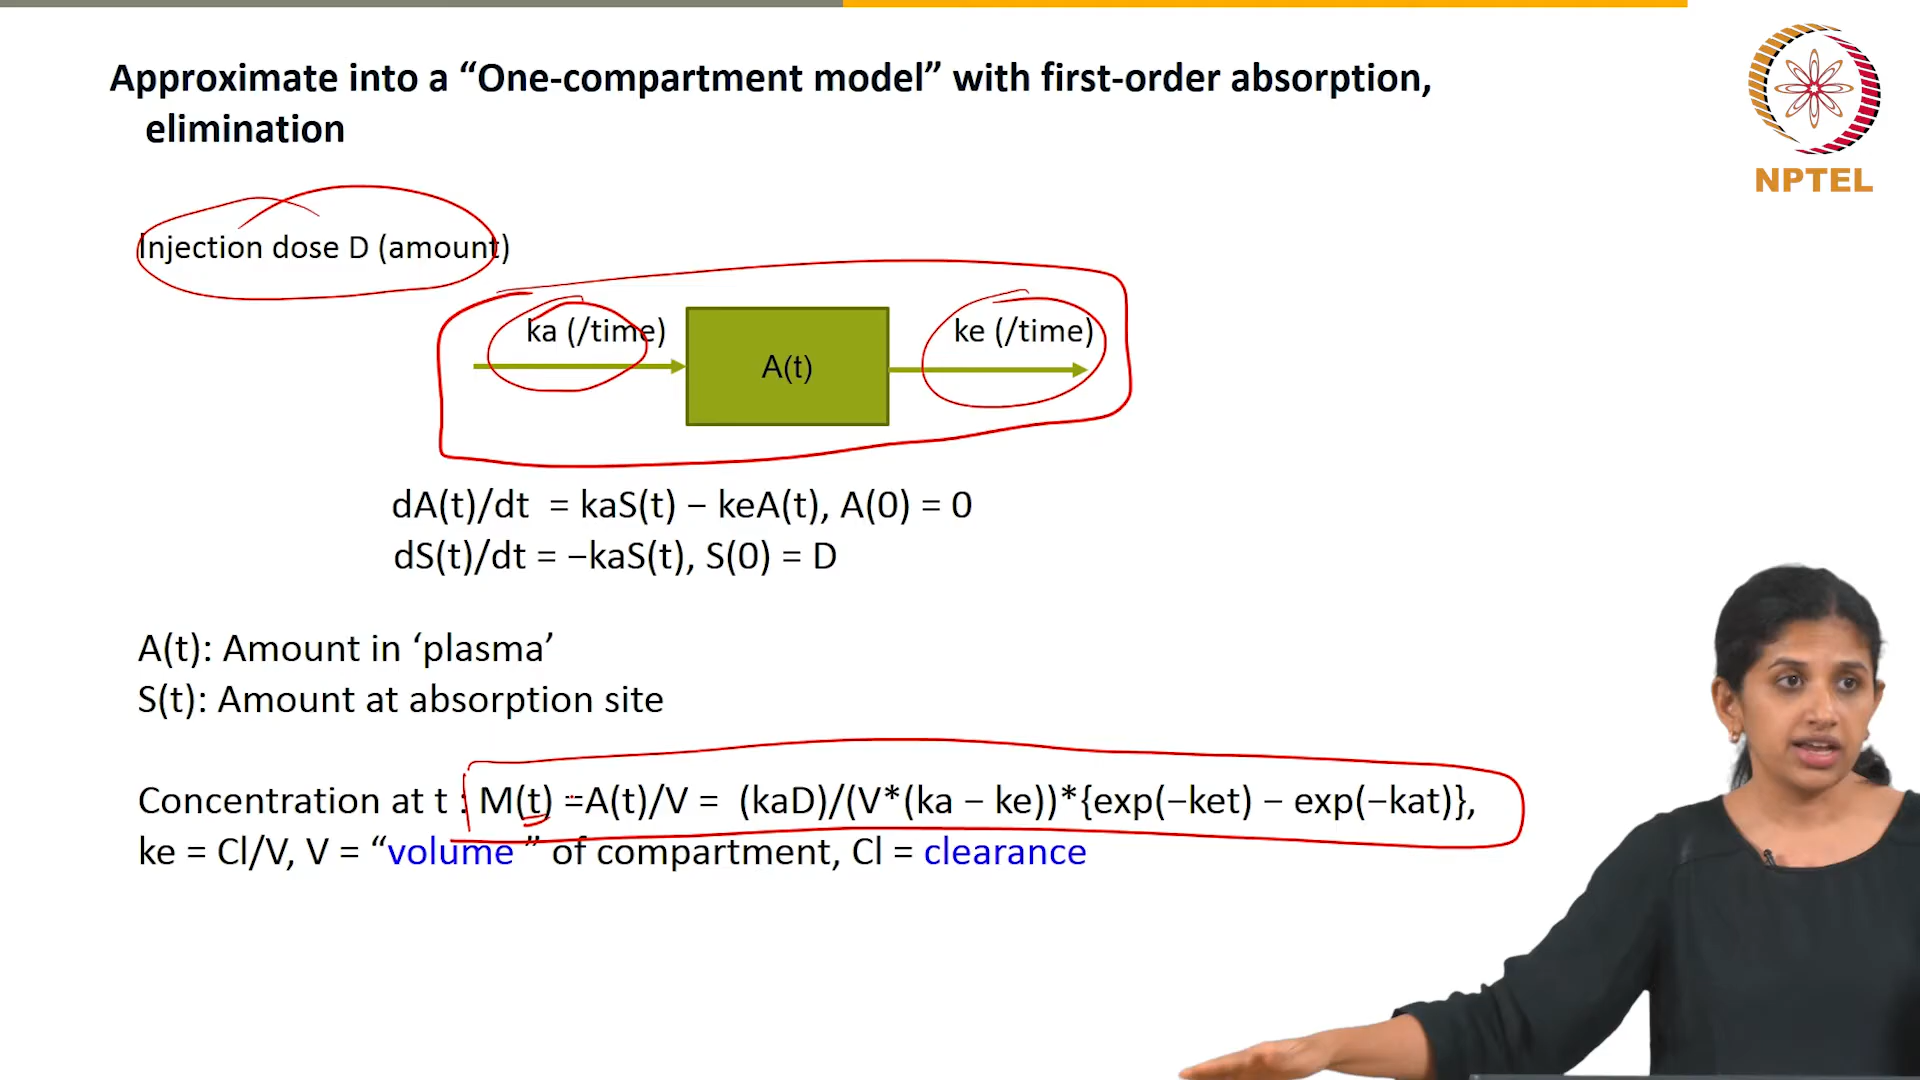 Approximate into a “One-compartment model” with first-order absorption,
elimination
NPTEL
Injection dose D (amount)
ka (/time)
A(t)
ke (/time)
dA(t)/dt = kaS(t) − keA(t), A(0) = 0
dS(t)/dt = −kaS(t), S(0) = D
A(t): Amount in ‘plasma’
S(t): Amount at absorption site
Concentration at t : M(t) =A(t)/V = (kaD)/(V*(ka − ke))*{exp(−ket) − exp(−kat)},
ke = Cl/V, V = “volume ” of compartment, Cl = clearance